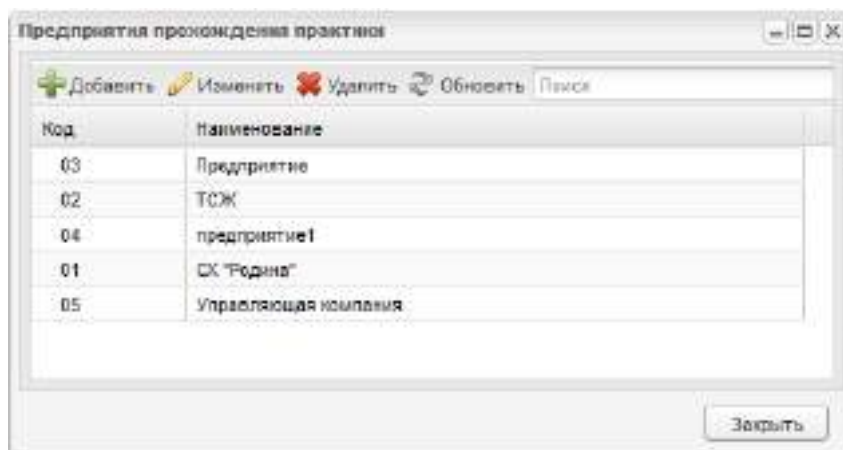 Предприятия прохождения практики
Добавить Изменить Удалить Обновить Поиск
Код Наименование
03 Предприятие
02 ТСЖ
04 предприятие1
01 СХ "Родина"
05 Управляющая компания
Закрыть